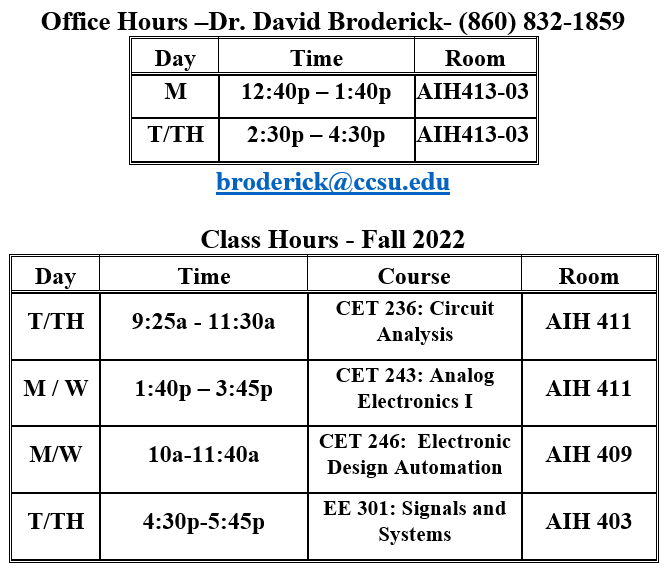 Office Hours –Dr. David Broderick- (860) 832-1859
Day Time Room
M 12:40p – 1:40p AIH413-03
T/TH 2:30p – 4:30p AIH413-03
broderick@ccsu.edu
Class Hours - Fall 2022
Day Time Course Room
T/TH 9:25a - 11:30a CET 236: Circuit
Analysis AIH 411
M / W 1:40p – 3:45p CET 243: Analog
Electronics I AIH 411
M/W 10a-11:40a CET 246:  Electronic
Design Automation AIH 409
T/TH 4:30p-5:45p EE 301: Signals and
Systems AIH 403